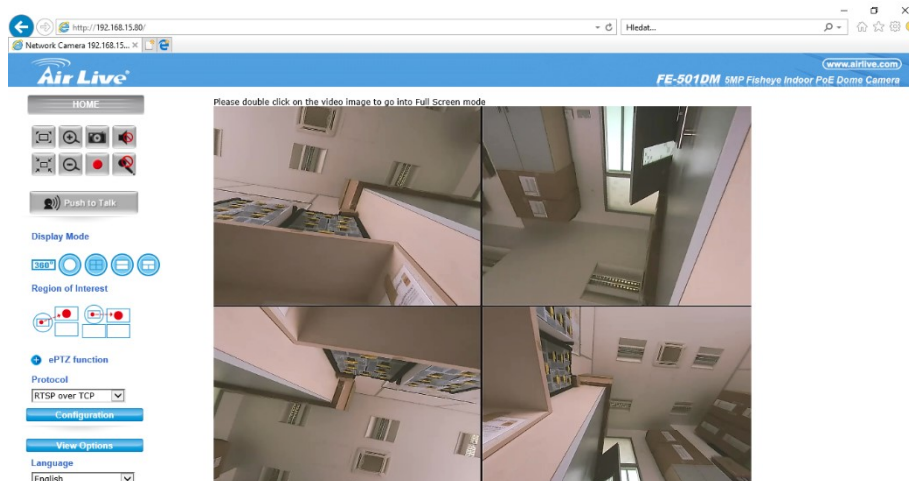 http://192.168.15.80/
Hledat...
Network Camera 192.168.15...
Air Live
www.airlive.com
FE-501DM 5MP Fisheye Indoor PoE Dome Camera
HOME
Please double click on the video image to go into Full Screen mode
Push to Talk
Display Mode
360°
Region of Interest
ePTZ function
Protocol
RTSP over TCP
Configuration
View Options
Language
English